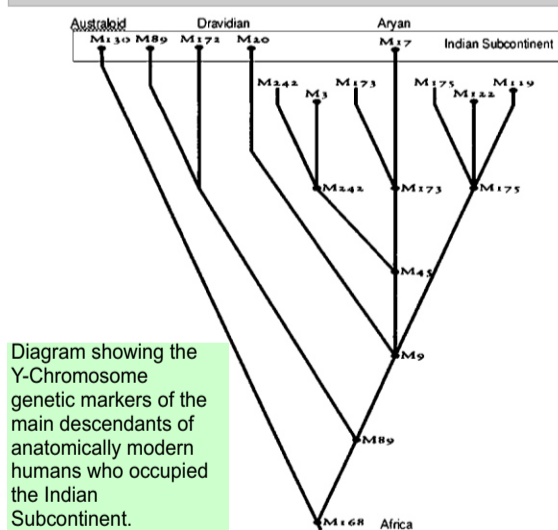 Australoid Dravidian Aryan
M130 M89 M172 M20 M17 Indian Subcontinent
M242 M3 M173 M175 M122 M119
M242 M173 M175
M45
M9
M89
M168 Africa
Diagram showing the
Y-Chromosome
genetic markers of the
main descendants of
anatomically modern
humans who occupied
the Indian
Subcontinent.